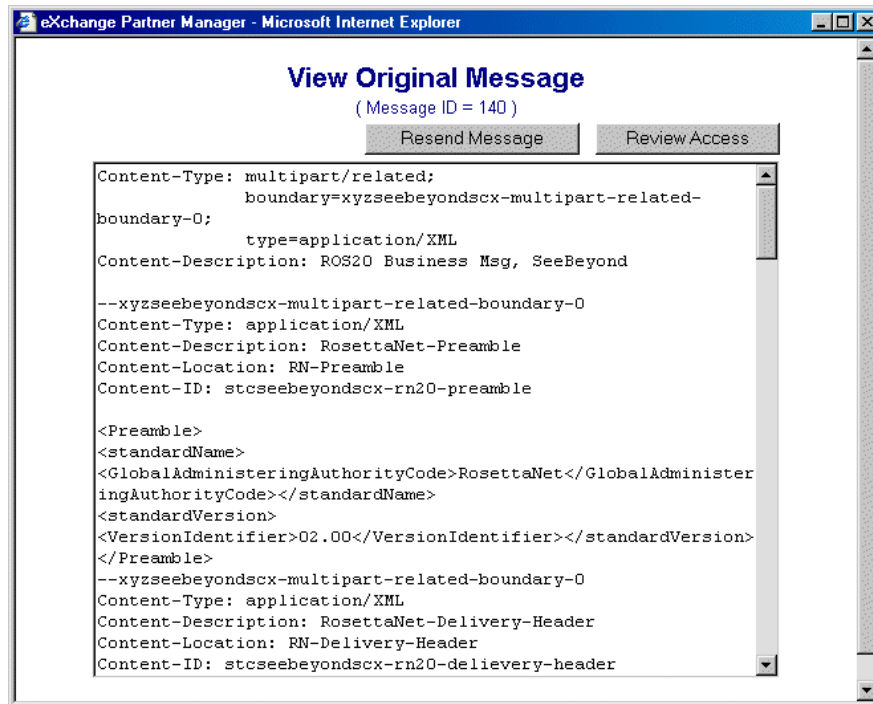 eXchange Partner Manager - Microsoft Internet Explorer
View Original Message
( Message ID = 140 )
Resend Message
Review Access
Content-Type: multipart/related;
boundary=xyzseebeyondscx-multipart-related-
boundary-0;
type=application/XML
Content-Description: ROS20 Business Msg, SeeBeyond
--xyzseebeyondscx-multipart-related-boundary-0
Content-Type: application/XML
Content-Description: RosettaNet-Preamble
Content-Location: RN-Preamble
Content-ID: stcseebeyondscx-rn20-preamble
<Preamble>
<standardName>
<GlobalAdministeringAuthorityCode>RosettaNet</GlobalAdminister
ingAuthorityCode></standardName>
<standardVersion>
<VersionIdentifier>02.00</VersionIdentifier></standardVersion>
</Preamble>
--xyzseebeyondscx-multipart-related-boundary-0
Content-Type: application/XML
Content-Description: RosettaNet-Delivery-Header
Content-Location: RN-Delivery-Header
Content-ID: stcseebeyondscx-rn20-delievery-header